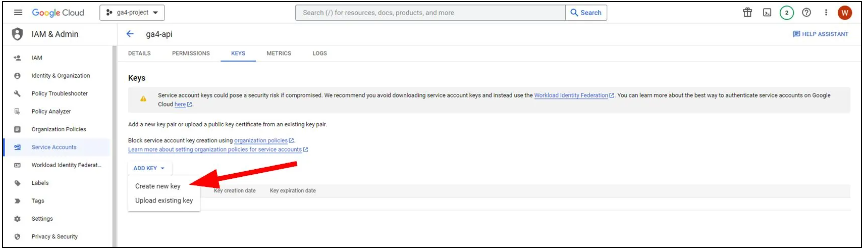 Google Cloud
ga4-project
Search (/) for resources, docs, products, and more
Search
2
W
IAM & Admin
ga4-api
HELP ASSISTANT
DETAILS
PERMISSIONS
KEYS
METRICS
LOGS
IAM
Identity & Organization
Policy Troubleshooter
Policy Analyzer
Organization Policies
Service Accounts
Workload Identity Federat...
Labels
Tags
Settings
Privacy & Security
Keys
Service account keys could pose a security risk if compromised. We recommend you avoid downloading service account keys and instead use the Workload Identity Federation. You can learn more about the best way to authenticate service accounts on Google
Cloud here.
Add a new key pair or upload a public key certificate from an existing key pair.
Block service account key creation using organization policies.
Learn more about setting organization policies for service accounts
ADD KEY
Create new key
Upload existing key
Key creation date
Key expiration date